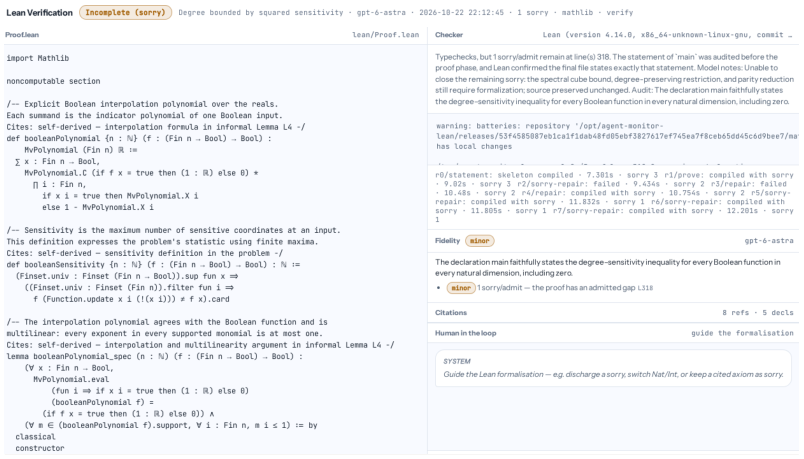 Lean Verification Incomplete (sorry) Degree bounded by squared sensitivity · gpt-6-astra · 2026-10-22 22:12:45 · 1 sorry · mathlib · verify
Proof.lean lean/Proof.lean
import Mathlib
noncomputable section
/-- Explicit Boolean interpolation polynomial over the reals.
Each summand is the indicator polynomial of one Boolean input.
Cites: self-derived — interpolation formula in informal Lemma L4 -/
def booleanPolynomial {n : ℕ} (f : (Fin n → Bool) → Bool) :
MvPolynomial (Fin n) ℝ :=
∑ x : Fin n → Bool,
MvPolynomial.C (if f x = true then (1 : ℝ) else 0) *
∏ i : Fin n,
if x i = true then MvPolynomial.X i
else 1 - MvPolynomial.X i
/-- Sensitivity is the maximum number of sensitive coordinates at an input.
This definition expresses the problem's statistic using finite maxima.
Cites: self-derived — sensitivity definition in the problem -/
def booleanSensitivity {n : ℕ} (f : (Fin n → Bool) → Bool) : ℕ :=
(Finset.univ : Finset (Fin n → Bool)).sup fun x =>
((Finset.univ : Finset (Fin n)).filter fun i =>
f (Function.update x i (!(x i))) ≠ f x).card
/-- The interpolation polynomial agrees with the Boolean function and is
multilinear: every exponent in every supported monomial is at most one.
Cites: self-derived — interpolation and multilinearity argument in informal Lemma L4 -/
lemma booleanPolynomial_spec (n : ℕ) (f : (Fin n → Bool) → Bool) :
(∀ x : Fin n → Bool,
MvPolynomial.eval
(fun i => if x i = true then (1 : ℝ) else 0)
(booleanPolynomial f) =
(if f x = true then (1 : ℝ) else 0)) ∧
(∀ m ∈ (booleanPolynomial f).support, ∀ i : Fin n, m i ≤ 1) := by
classical
constructor
Checker Lean (version 4.14.0, x86_64-unknown-linux-gnu, commit …
Typechecks, but 1 sorry/admit remain at line(s) 318. The statement of `main` was audited before the
proof phase, and Lean confirmed the final file states exactly that statement. Model notes: Unable to
close the remaining sorry: the spectral cube bound, degree-preserving restriction, and parity reduction
still require formalization; source preserved unchanged. Audit: The declaration main faithfully states
the degree-sensitivity inequality for every Boolean function in every natural dimension, including zero.
warning: batteries: repository '/opt/agent-monitor-
lean/releases/53f4585087eb1ca1f1dab48fd05ebf3827617ef745ea7f8ceb65dd45c6d9bee7/mat
has local changes
r0/statement: skeleton compiled · 7.301s · sorry 3 r1/prove: compiled with sorry
· 9.02s · sorry 3 r2/sorry-repair: failed · 9.434s · sorry 2 r3/repair: failed
· 10.48s · sorry 2 r4/repair: compiled with sorry · 10.754s · sorry 2 r5/sorry-
repair: compiled with sorry · 11.832s · sorry 1 r6/sorry-repair: compiled with
sorry · 11.805s · sorry 1 r7/sorry-repair: compiled with sorry · 12.201s · sorry
1
Fidelity minor gpt-6-astra
The declaration main faithfully states the degree-sensitivity inequality for every Boolean function in
every natural dimension, including zero.
• minor 1 sorry/admit — the proof has an admitted gap L318
Citations 8 refs · 5 decls
Human in the loop guide the formalisation
SYSTEM
Guide the Lean formalisation — e.g. discharge a sorry, switch Nat/Int, or keep a cited axiom as sorry.